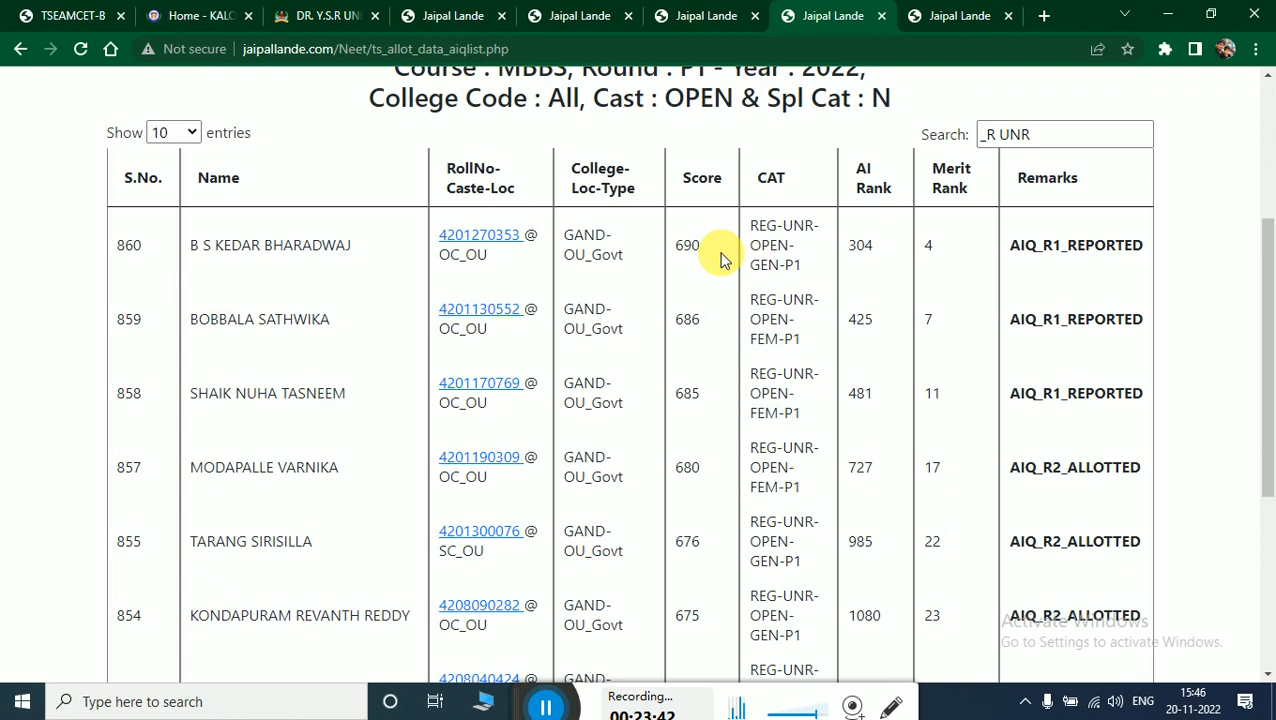 TSEAMCET-B
Home - KALO
DR. Y.S.R UNI
Jaipal Lande
Jaipal Lande
Jaipal Lande
Jaipal Lande
Jaipal Lande
Not secure
jaipallande.com/Neet/ts_allot_data_aiqlist.php
Course : MBBS, Round : P1 - Year : 2022,
College Code : All, Cast : OPEN & Spl Cat : N
Show 10 entries
Search: _R UNR
S.No. Name RollNo-Caste-Loc College-Loc-Type Score CAT AI Rank Merit Rank Remarks
860 B S KEDAR BHARADWAJ 4201270353 @ OC_OU GAND-OU_Govt 690 REG-UNR-OPEN-GEN-P1 304 4 AIQ_R1_REPORTED
859 BOBBALA SATHWIKA 4201130552 @ OC_OU GAND-OU_Govt 686 REG-UNR-OPEN-FEM-P1 425 7 AIQ_R1_REPORTED
858 SHAIK NUHA TASNEEM 4201170769 @ OC_OU GAND-OU_Govt 685 REG-UNR-OPEN-FEM-P1 481 11 AIQ_R1_REPORTED
857 MODAPALLE VARNIKA 4201190309 @ OC_OU GAND-OU_Govt 680 REG-UNR-OPEN-FEM-P1 727 17 AIQ_R2_ALLOTTED
855 TARANG SIRISILLA 4201300076 @ SC_OU GAND-OU_Govt 676 REG-UNR-OPEN-GEN-P1 985 22 AIQ_R2_ALLOTTED
854 KONDAPURAM REVANTH REDDY 4208090282 @ OC_OU GAND-OU_Govt 675 REG-UNR-OPEN-GEN-P1 1080 23 AIQ_R2_ALLOTTED
4208040424 @ GAND- REG-UNR-
Activate Windows
Go to Settings to activate Windows.
Type here to search
Recording...
00:23:42
ENG
15:46
20-11-2022